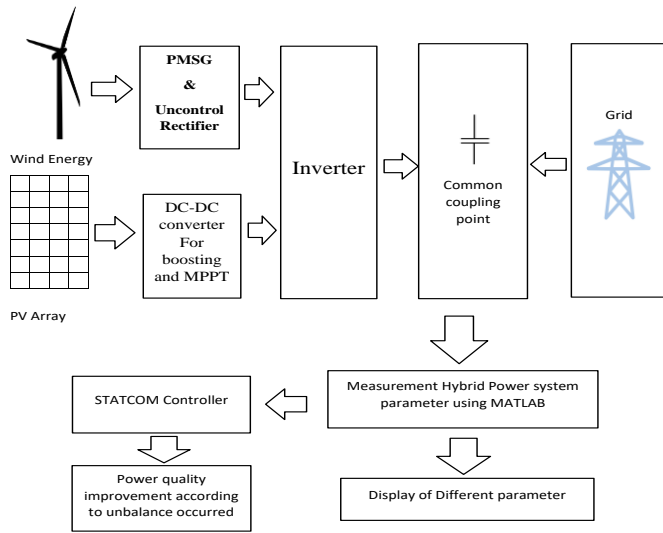 PMSG
&
Uncontrol
Rectifier
Wind Energy
Inverter
Common
coupling
point
Grid
DC-DC
converter
For
boosting
and MPPT
PV Array
STATCOM Controller
Measurement Hybrid Power system
parameter using MATLAB
Power quality
improvement according
to unbalance occurred
Display of Different parameter